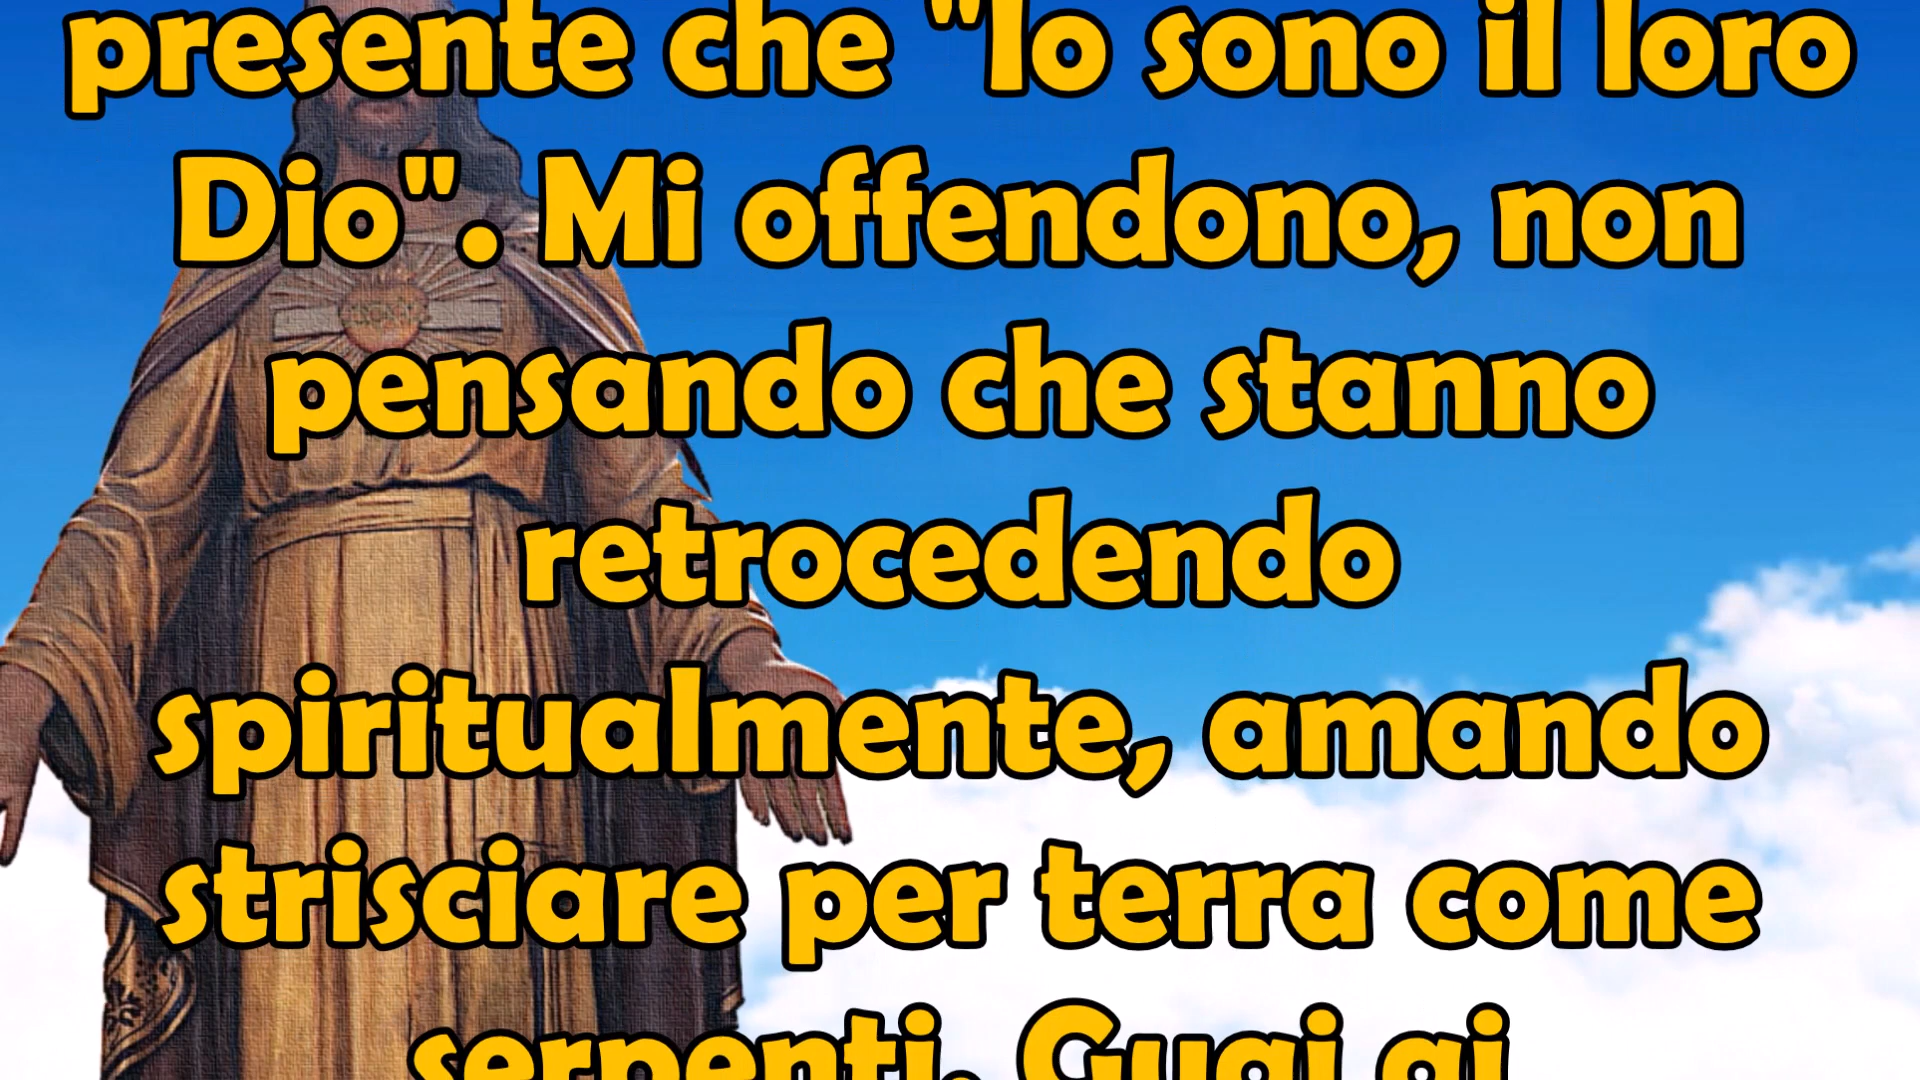 presente che "Io sono il loro
Dio". Mi offendono, non
pensando che stanno
retrocedendo
spiritualmente, amando
strisciare per terra come
serpenti. Guai ai